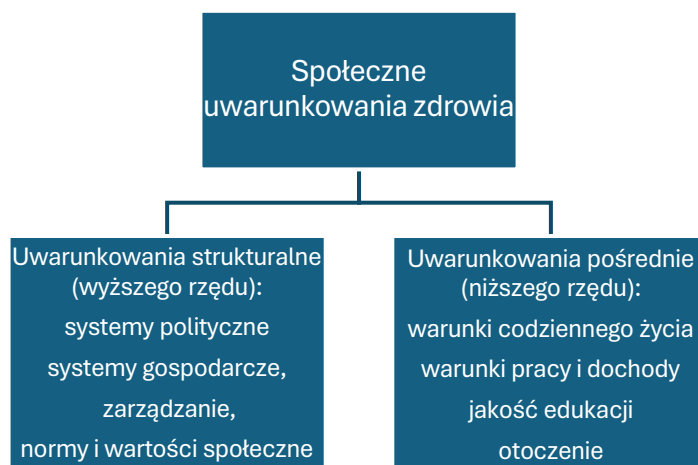 Społeczne
uwarunkowania zdrowia
Uwarunkowania strukturalne
(wyższego rzędu):
systemy polityczne
systemy gospodarcze,
zarządzanie,
normy i wartości społeczne
Uwarunkowania pośrednie
(niższego rzędu):
warunki codziennego życia
warunki pracy i dochody
jakość edukacji
otoczenie